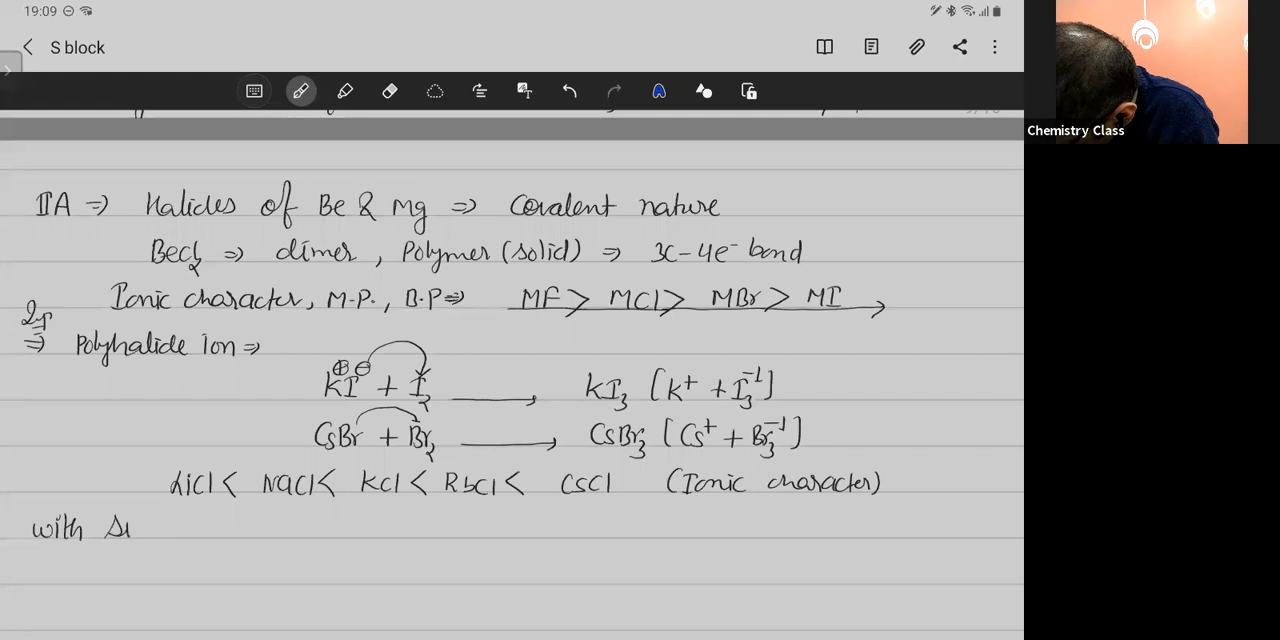 19:09
S block
Chemistry Class
IIA ⇒ Halides of Be & Mg ⇒ Covalent nature
BeCl₂ ⇒ dimer, Polymer (solid) ⇒ 3C-4e⁻ bond
Ionic character, M.P., B.P ⇒ MF > MCl > MBr > MI
⇒ Polyhalide ion ⇒
⊕ ⊖
KI + I₂ ⟶ KI₃ [K⁺ + I₃⁻¹]
CsBr + Br₂ ⟶ CsBr₃ [Cs⁺ + Br₃⁻¹]
LiCl < NaCl < KCl < RbCl < CsCl (Ionic character)
with